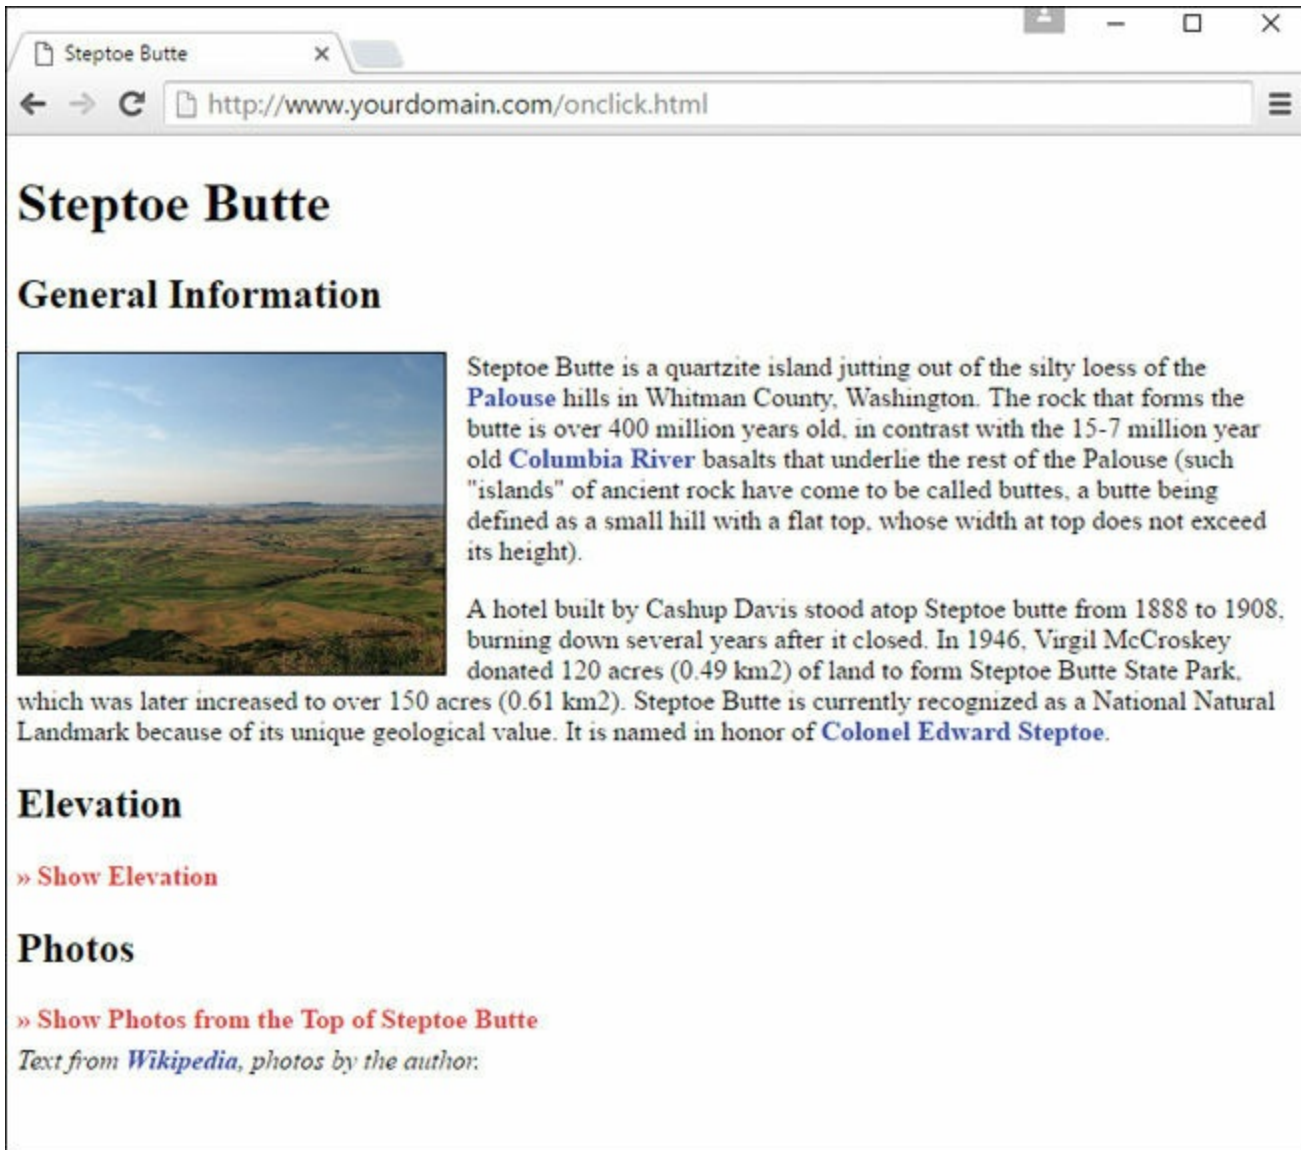 Steptoe Butte
http://www.yourdomain.com/onclick.html
Steptoe Butte
General Information
Steptoe Butte is a quartzite island jutting out of the silty loess of the
Palouse hills in Whitman County, Washington. The rock that forms the
butte is over 400 million years old, in contrast with the 15-7 million year
old Columbia River basalts that underlie the rest of the Palouse (such
"islands" of ancient rock have come to be called buttes, a butte being
defined as a small hill with a flat top, whose width at top does not exceed
its height).
A hotel built by Cashup Davis stood atop Steptoe butte from 1888 to 1908,
burning down several years after it closed. In 1946, Virgil McCroskey
donated 120 acres (0.49 km2) of land to form Steptoe Butte State Park,
which was later increased to over 150 acres (0.61 km2). Steptoe Butte is currently recognized as a National Natural
Landmark because of its unique geological value. It is named in honor of Colonel Edward Steptoe.
Elevation
» Show Elevation
Photos
» Show Photos from the Top of Steptoe Butte
Text from Wikipedia, photos by the author.